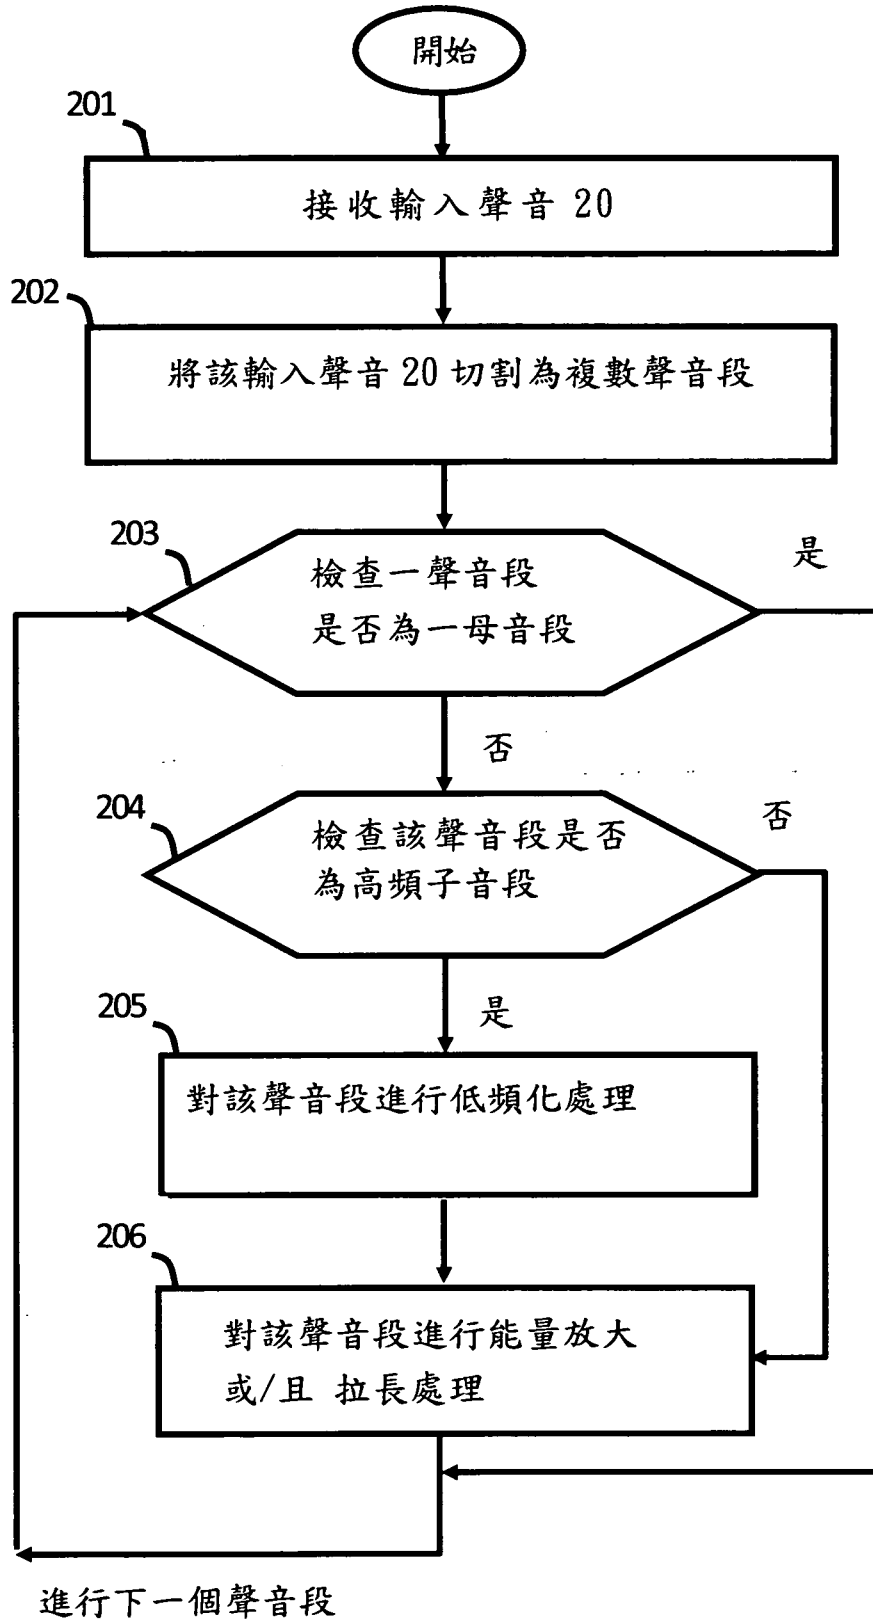 開始
201
接收輸入聲音 20
202
將該輸入聲音 20 切割為複數聲音段
203
檢查一聲音段
是否為一母音段
是
否
204
檢查該聲音段是否
為高頻子音段
否
是
205
對該聲音段進行低頻化處理
206
對該聲音段進行能量放大
或/且 拉長處理
進行下一個聲音段